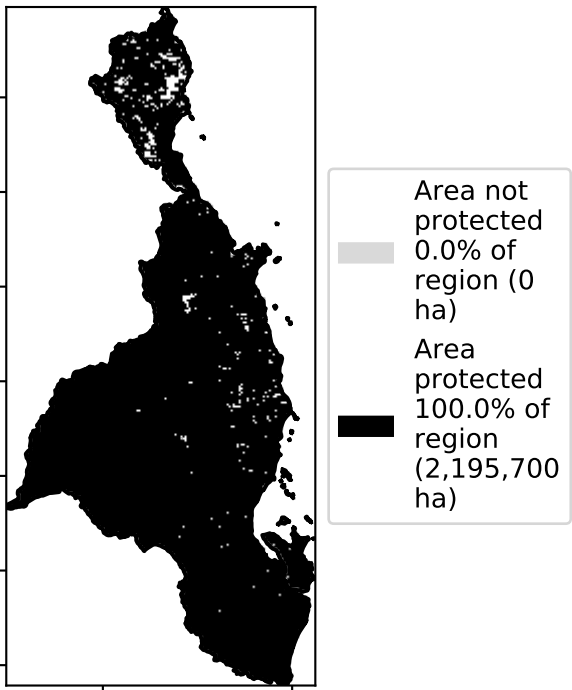 Area not
protected
0.0% of
region (0
ha)
Area
protected
100.0% of
region
(2,195,700
ha)